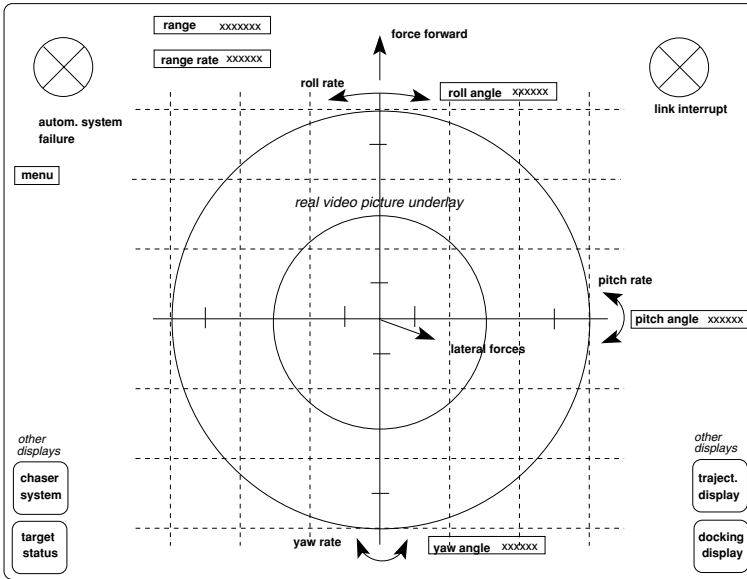 range xxxxxxx
force forward
range rate xxxxxx
roll rate
roll angle xxxxxx
autom. system
failure
link interrupt
menu
real video picture underlay
pitch rate
pitch angle xxxxxx
lateral forces
other
displays
chaser
system
target
status
other
displays
traject.
display
docking
display
yaw rate
yaw angle xxxxxx